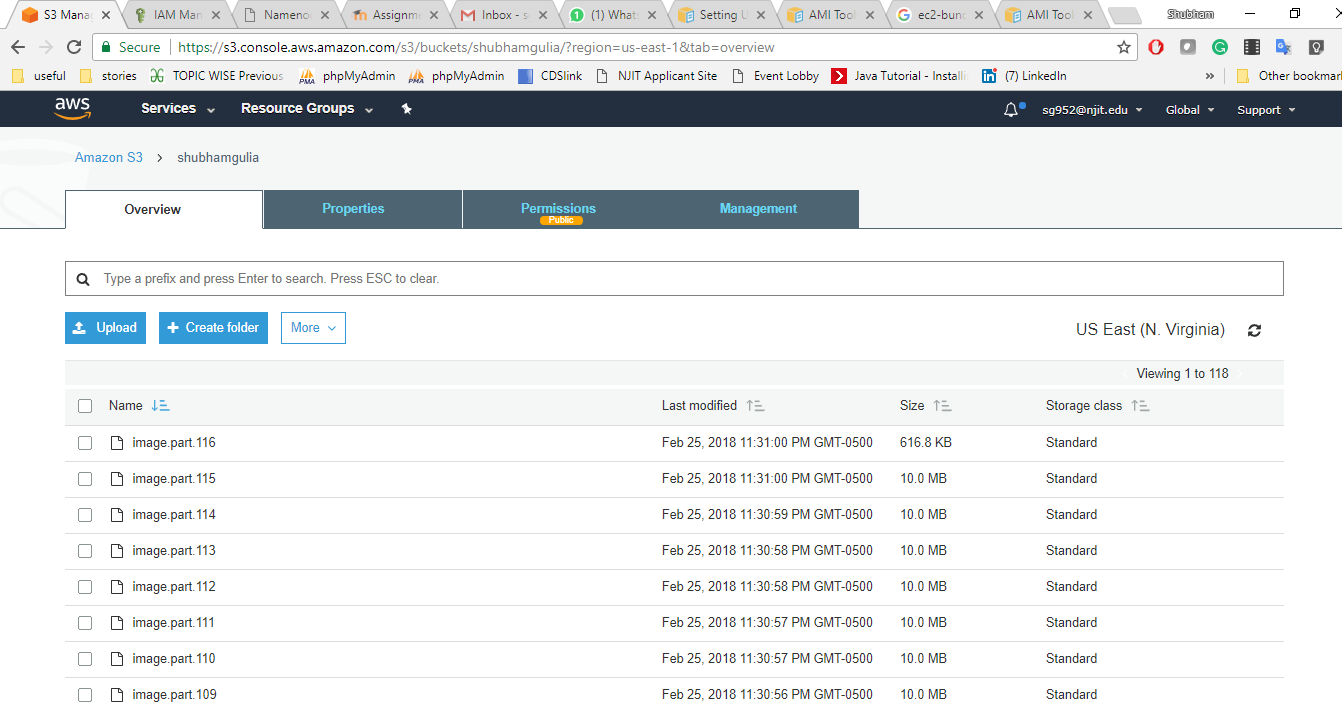 S3 Mana IAM Man Nameno Assignm Inbox - s (1) What Setting U AMI Too ec2-bun AMI Too Shubham
Secure https://s3.console.aws.amazon.com/s3/buckets/shubhamgulia/?region=us-east-1&tab=overview
useful stories TOPIC WISE Previous phpMyAdmin phpMyAdmin CDSlink NJIT Applicant Site Event Lobby Java Tutorial - Installi (7) LinkedIn » Other bookmar
aws Services Resource Groups sg952@njit.edu Global Support
Amazon S3 > shubhamgulia
Overview Properties Permissions Management
Public
Type a prefix and press Enter to search. Press ESC to clear.
Upload Create folder More US East (N. Virginia)
Viewing 1 to 118
Name Last modified Size Storage class
image.part.116 Feb 25, 2018 11:31:00 PM GMT-0500 616.8 KB Standard
image.part.115 Feb 25, 2018 11:31:00 PM GMT-0500 10.0 MB Standard
image.part.114 Feb 25, 2018 11:30:59 PM GMT-0500 10.0 MB Standard
image.part.113 Feb 25, 2018 11:30:58 PM GMT-0500 10.0 MB Standard
image.part.112 Feb 25, 2018 11:30:58 PM GMT-0500 10.0 MB Standard
image.part.111 Feb 25, 2018 11:30:57 PM GMT-0500 10.0 MB Standard
image.part.110 Feb 25, 2018 11:30:57 PM GMT-0500 10.0 MB Standard
image.part.109 Feb 25, 2018 11:30:56 PM GMT-0500 10.0 MB Standard